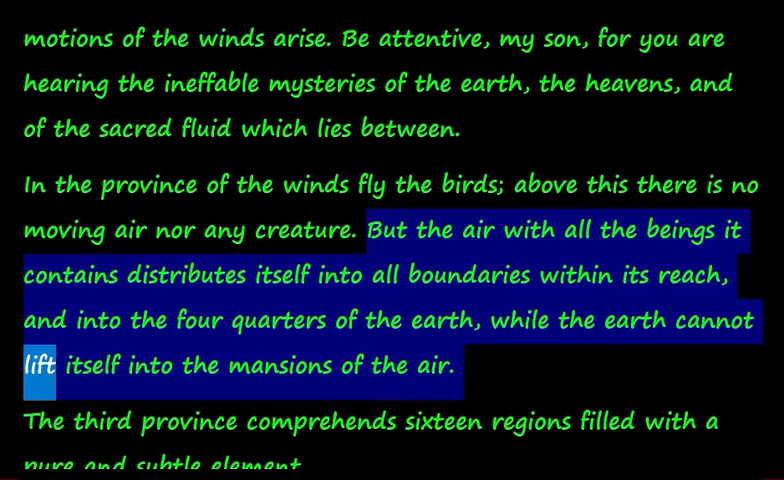 motions of the winds arise. Be attentive, my son, for you are
hearing the ineffable mysteries of the earth, the heavens, and
of the sacred fluid which lies between.
In the province of the winds fly the birds; above this there is no
moving air nor any creature. But the air with all the beings it
contains distributes itself into all boundaries within its reach,
and into the four quarters of the earth, while the earth cannot
lift itself into the mansions of the air.
The third province comprehends sixteen regions filled with a
pure and subtle element